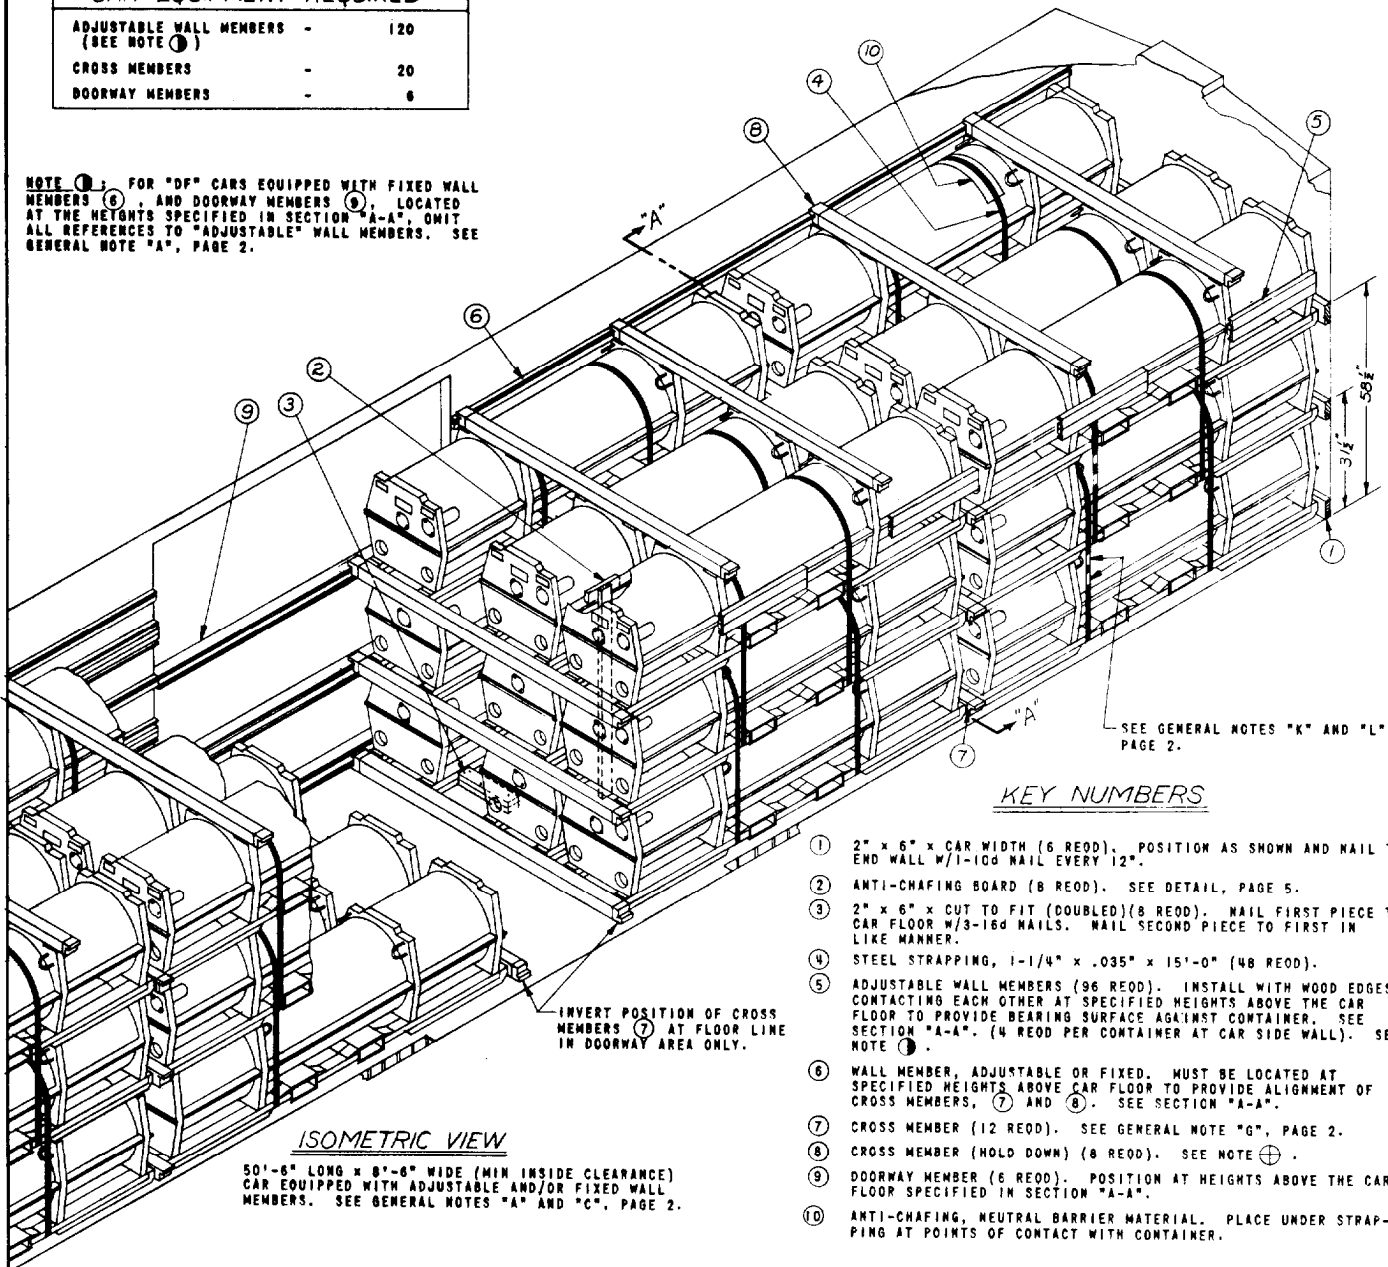 CAR EQUIPMENT REQUIRED
ADJUSTABLE WALL MEMBERS - 120
(SEE NOTE ◑)
CROSS MEMBERS - 20
DOORWAY MEMBERS - 6
NOTE ◑: FOR "DF" CARS EQUIPPED WITH FIXED WALL
MEMBERS ⑥, AND DOORWAY MEMBERS ⑨, LOCATED
AT THE HEIGHTS SPECIFIED IN SECTION "A-A", OMIT
ALL REFERENCES TO "ADJUSTABLE" WALL MEMBERS. SEE
GENERAL NOTE "A", PAGE 2.
⑩
④
⑧
⑤
"A"
⑥
②
③
⑨
58½"
31½"
①
"A"
⑦
SEE GENERAL NOTES "K" AND "L"
PAGE 2.
INVERT POSITION OF CROSS
MEMBERS ⑦ AT FLOOR LINE
IN DOORWAY AREA ONLY.
ISOMETRIC VIEW
50'-6" LONG x 8'-6" WIDE (MIN INSIDE CLEARANCE)
CAR EQUIPPED WITH ADJUSTABLE AND/OR FIXED WALL
MEMBERS. SEE GENERAL NOTES "A" AND "C", PAGE 2.
KEY NUMBERS
① 2" x 6" x CAR WIDTH (6 REQD). POSITION AS SHOWN AND NAIL T
END WALL W/1-10d NAIL EVERY 12".
② ANTI-CHAFING BOARD (8 REQD). SEE DETAIL, PAGE 5.
③ 2" x 6" x CUT TO FIT (DOUBLED)(8 REQD). NAIL FIRST PIECE T
CAR FLOOR W/3-16d NAILS. NAIL SECOND PIECE TO FIRST IN
LIKE MANNER.
④ STEEL STRAPPING, 1-1/4" x .035" x 15'-0" (48 REQD).
⑤ ADJUSTABLE WALL MEMBERS (96 REQD). INSTALL WITH WOOD EDGES
CONTACTING EACH OTHER AT SPECIFIED HEIGHTS ABOVE THE CAR
FLOOR TO PROVIDE BEARING SURFACE AGAINST CONTAINER. SEE
SECTION "A-A". (4 REQD PER CONTAINER AT CAR SIDE WALL). SE
NOTE ◑.
⑥ WALL MEMBER, ADJUSTABLE OR FIXED. MUST BE LOCATED AT
SPECIFIED HEIGHTS ABOVE CAR FLOOR TO PROVIDE ALIGNMENT OF
CROSS MEMBERS, ⑦ AND ⑧. SEE SECTION "A-A".
⑦ CROSS MEMBER (12 REQD). SEE GENERAL NOTE "G", PAGE 2.
⑧ CROSS MEMBER (HOLD DOWN) (8 REQD). SEE NOTE ⊕.
⑨ DOORWAY MEMBER (6 REQD). POSITION AT HEIGHTS ABOVE THE CAR
FLOOR SPECIFIED IN SECTION "A-A".
⑩ ANTI-CHAFING, NEUTRAL BARRIER MATERIAL. PLACE UNDER STRAP-
PING AT POINTS OF CONTACT WITH CONTAINER.